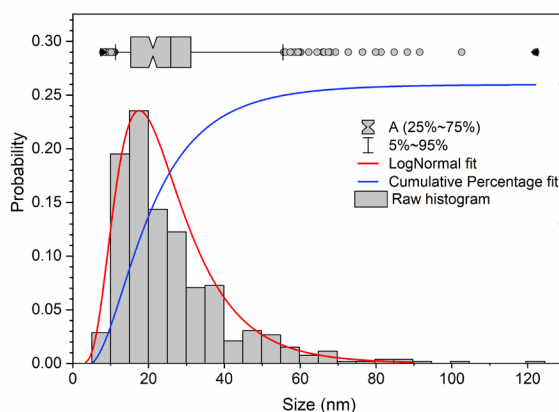 0.30
0.25
0.20
0.15
0.10
0.05
0.00
Probability
A (25%~75%)
5%~95%
LogNormal fit
Cumulative Percentage fit
Raw histogram
0 20 40 60 80 100 120
Size (nm)